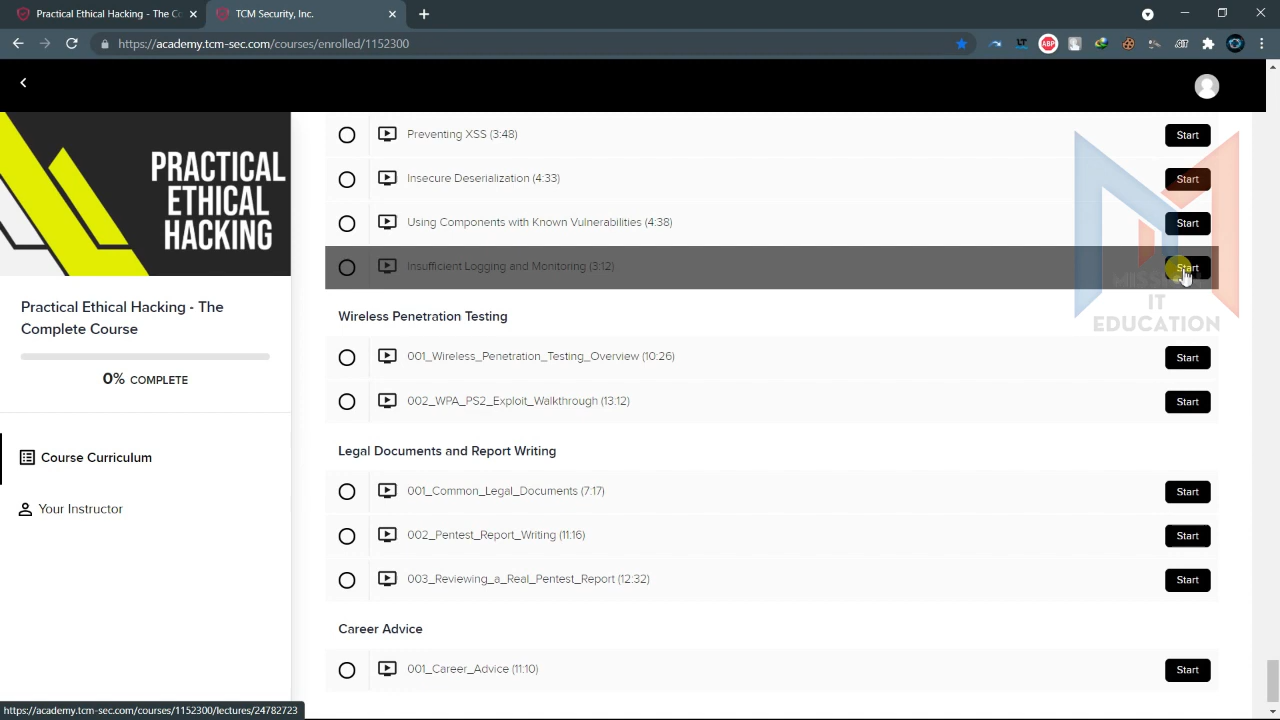 Practical Ethical Hacking - The Co
TCM Security, Inc.
https://academy.tcm-sec.com/courses/enrolled/1152300
ABP
PRACTICAL
ETHICAL
HACKING
Practical Ethical Hacking - The
Complete Course
0% COMPLETE
Course Curriculum
Your Instructor
Preventing XSS (3:48)
Start
Insecure Deserialization (4:33)
Start
Using Components with Known Vulnerabilities (4:38)
Start
Insufficient Logging and Monitoring (3:12)
Start
Wireless Penetration Testing
001_Wireless_Penetration_Testing_Overview (10:26)
Start
002_WPA_PS2_Exploit_Walkthrough (13:12)
Start
Legal Documents and Report Writing
001_Common_Legal_Documents (7:17)
Start
002_Pentest_Report_Writing (11:16)
Start
003_Reviewing_a_Real_Pentest_Report (12:32)
Start
Career Advice
001_Career_Advice (11:10)
Start
MISSION
IT
EDUCATION
https://academy.tcm-sec.com/courses/1152300/lectures/24782723